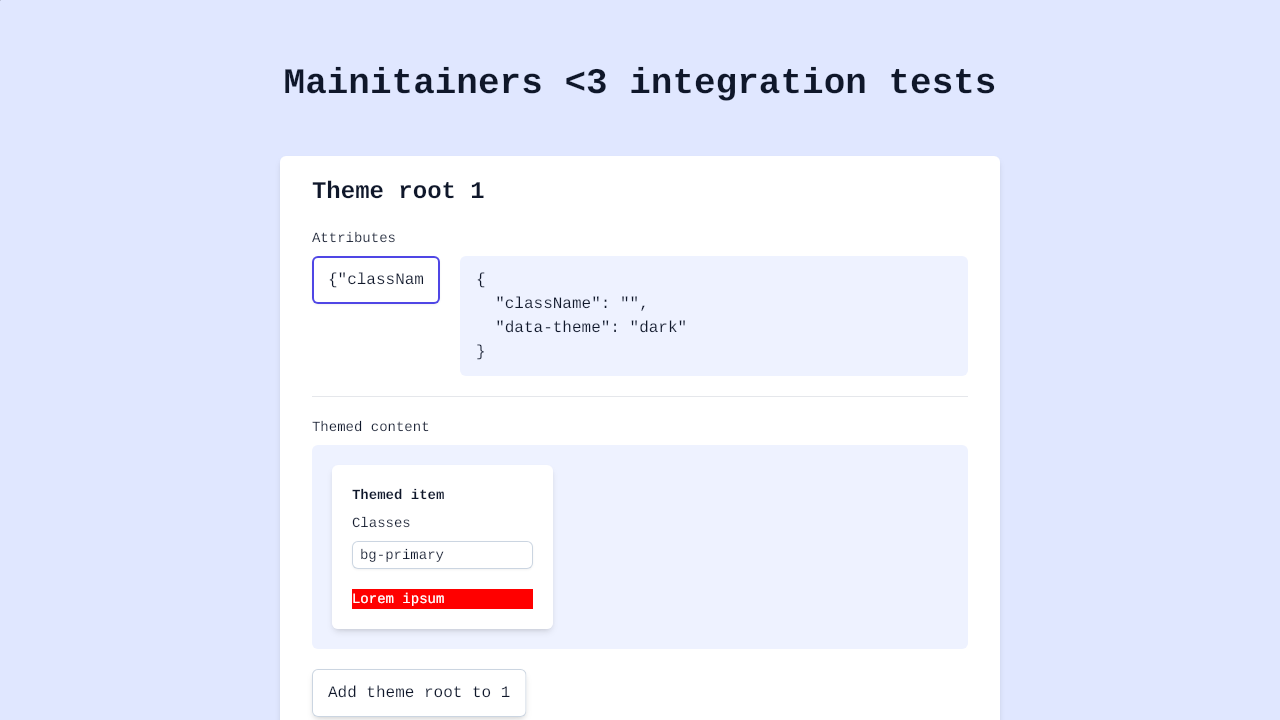 Mainitainers <3 integration tests
Theme root 1
Attributes
{"classNam
{
"className": "",
"data-theme": "dark"
}
Themed content
Themed item
Classes
bg-primary
Lorem ipsum
Add theme root to 1